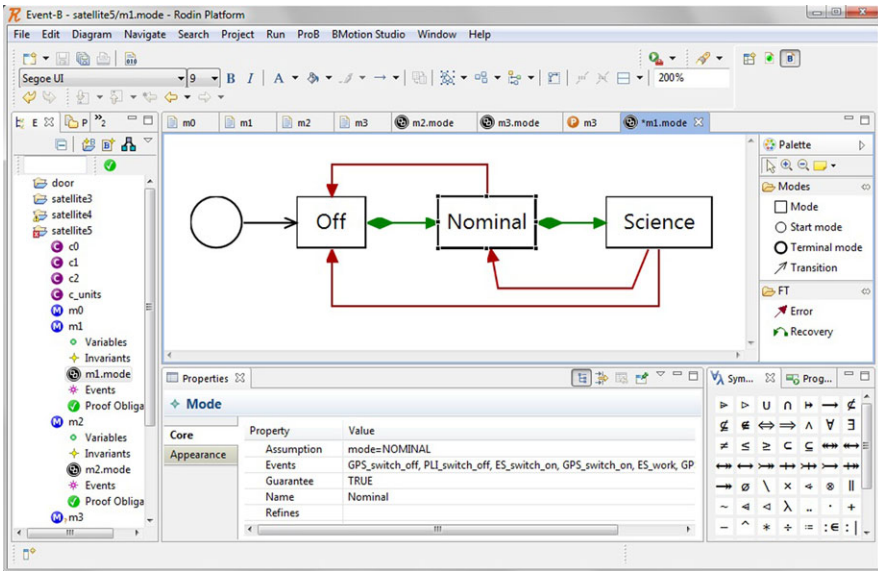 Event-B - satellite5/m1.mode - Rodin Platform
File Edit Diagram Navigate Search Project Run ProB BMotion Studio Window Help
Segoe UI 9 B I A 200%
E P »2
m0 m1 m2 m3 m2.mode m3.mode m3 *m1.mode
door
satellite3
satellite4
satellite5
c0
c1
c2
c_units
m0
m1
Variables
Invariants
m1.mode
Events
Proof Obliga
m2
Variables
Invariants
m2.mode
Events
Proof Obliga
m3
Off
Nominal
Science
Palette
Modes
Mode
Start mode
Terminal mode
Transition
FT
Error
Recovery
Properties
Mode
Core
Appearance
Property Value
Assumption mode=NOMINAL
Events GPS_switch_off, PLI_switch_off, ES_switch_on, GPS_switch_on, ES_work, GP
Guarantee TRUE
Name Nominal
Refines
Sym... Prog...